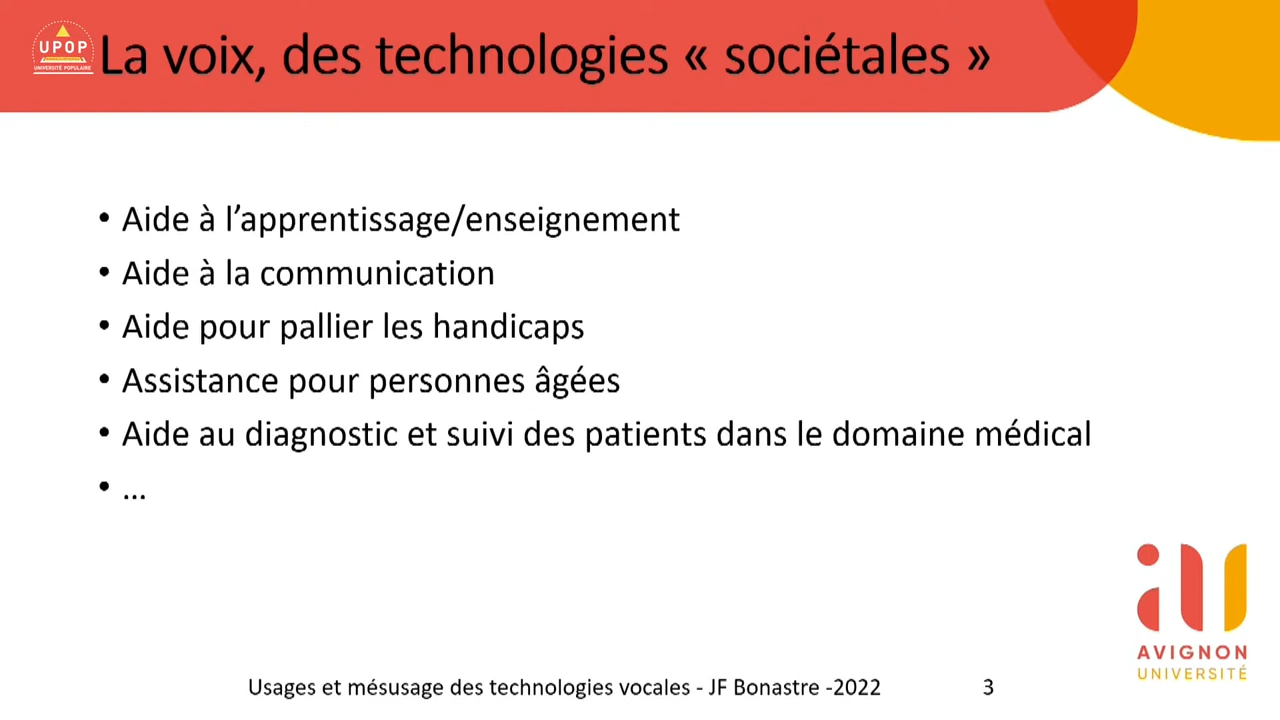 UPOP
UNIVERSITÉ POPULAIRE
La voix, des technologies « sociétales »
• Aide à l’apprentissage/enseignement
• Aide à la communication
• Aide pour pallier les handicaps
• Assistance pour personnes âgées
• Aide au diagnostic et suivi des patients dans le domaine médical
• …
au
AVIGNON
UNIVERSITÉ
Usages et mésusage des technologies vocales - JF Bonastre -2022
3